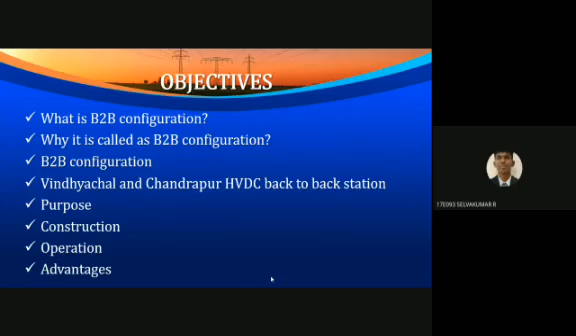 OBJECTIVES
What is B2B configuration?
Why it is called as B2B configuration?
B2B configuration
Vindhyachal and Chandrapur HVDC back to back station
Purpose
Construction
Operation
Advantages
17E093 SELVAKUMAR R